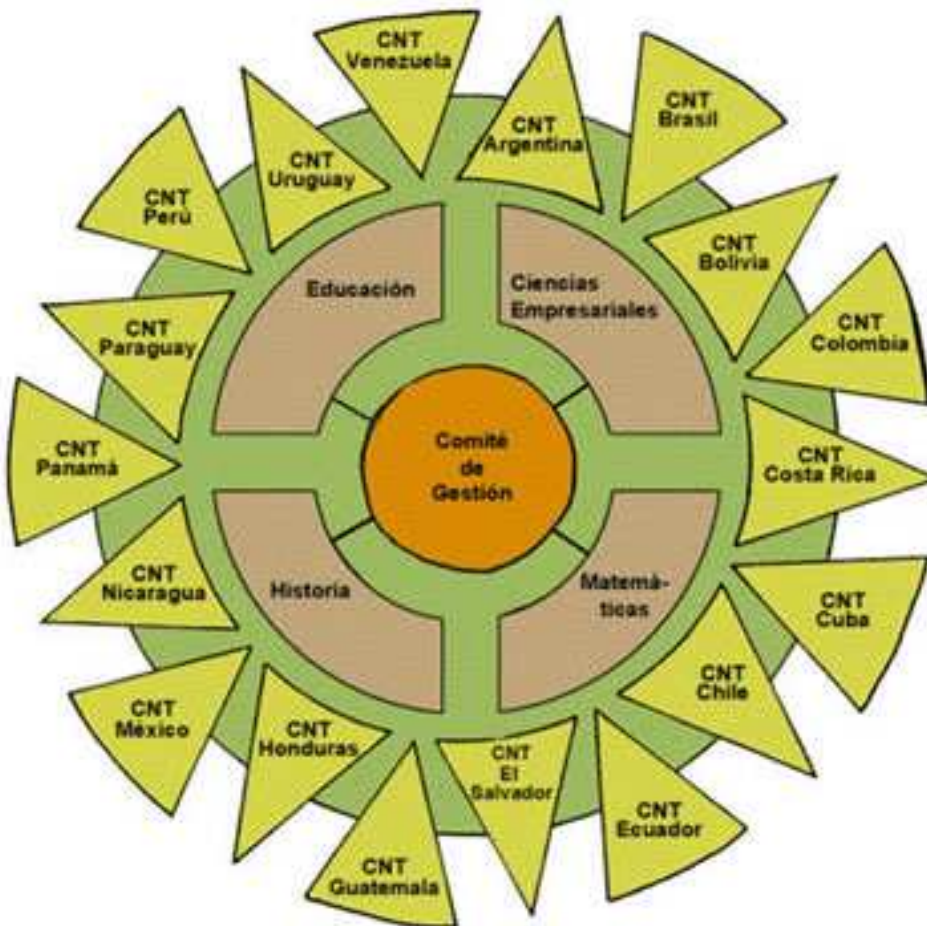 CNT
Venezuela
CNT
Argentina
CNT
Brasil
CNT
Bolivia
CNT
Colombia
CNT
Costa Rica
CNT
Cuba
CNT
Chile
CNT
Ecuador
CNT
El
Salvador
CNT
Guatemala
CNT
Honduras
CNT
México
CNT
Nicaragua
CNT
Panamá
CNT
Paraguay
CNT
Perù
CNT
Uruguay
Educación
Ciencias
Empresariales
Comité
de
Gestión
Historia
Matemá-
ticas